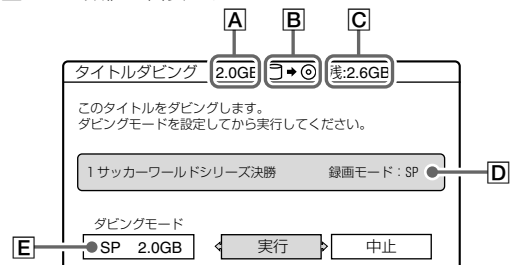 A B C
タイトルダビング 2.0GB 残:2.6GB
このタイトルをダビングします。
ダビングモードを設定してから実行してください。
1 サッカーワールドシリーズ決勝 録画モード：SP D
ダビングモード
E SP 2.0GB 実行 中止